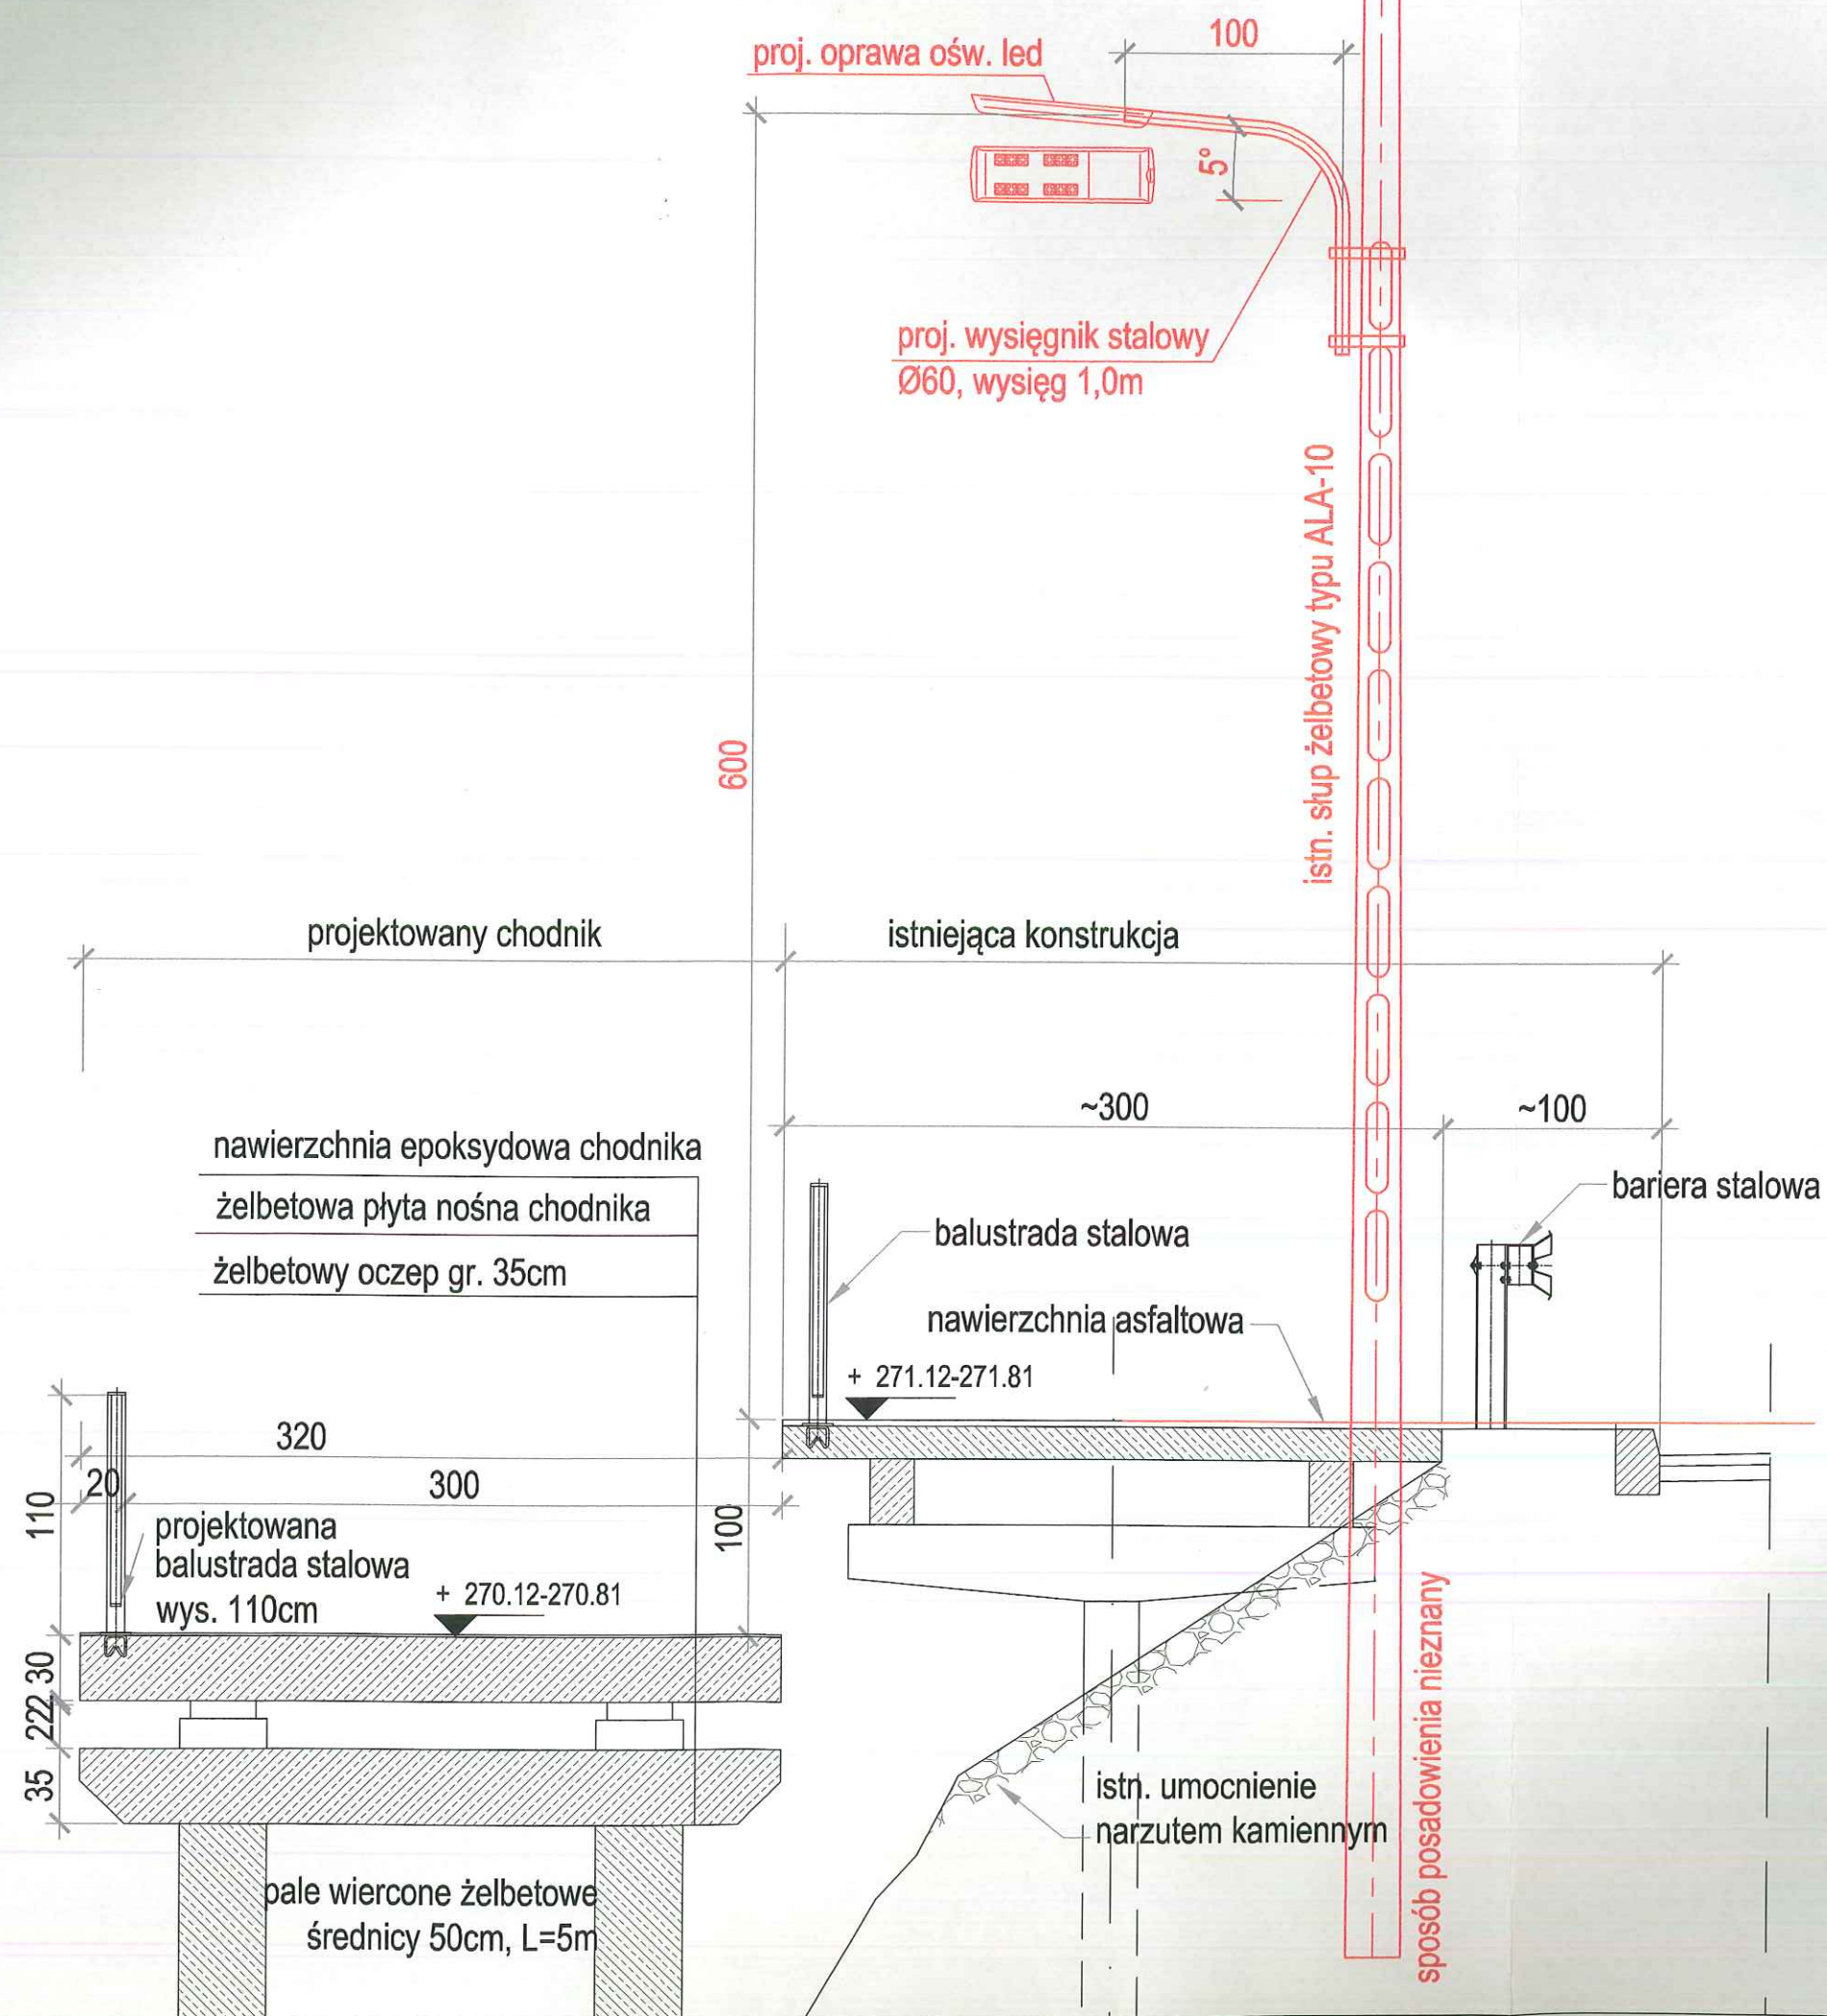 100
proj. oprawa ośw. led
5°
proj. wysięgnik stalowy
Ø60, wysięg 1,0m
istn. słup żelbetowy typu ALA-10
600
projektowany chodnik
istniejąca konstrukcja
~300
~100
nawierzchnia epoksydowa chodnika
żelbetowa płyta nośna chodnika
żelbetowy oczep gr. 35cm
bariera stalowa
balustrada stalowa
nawierzchnia asfaltowa
+ 271.12-271.81
320
20
300
110
100
projektowana
balustrada stalowa
wys. 110cm
+ 270.12-270.81
30
222
35
sposób posadowienia nieznany
istn. umocnienie
narzutem kamiennym
pale wiercone żelbetowe
średnicy 50cm, L=5m